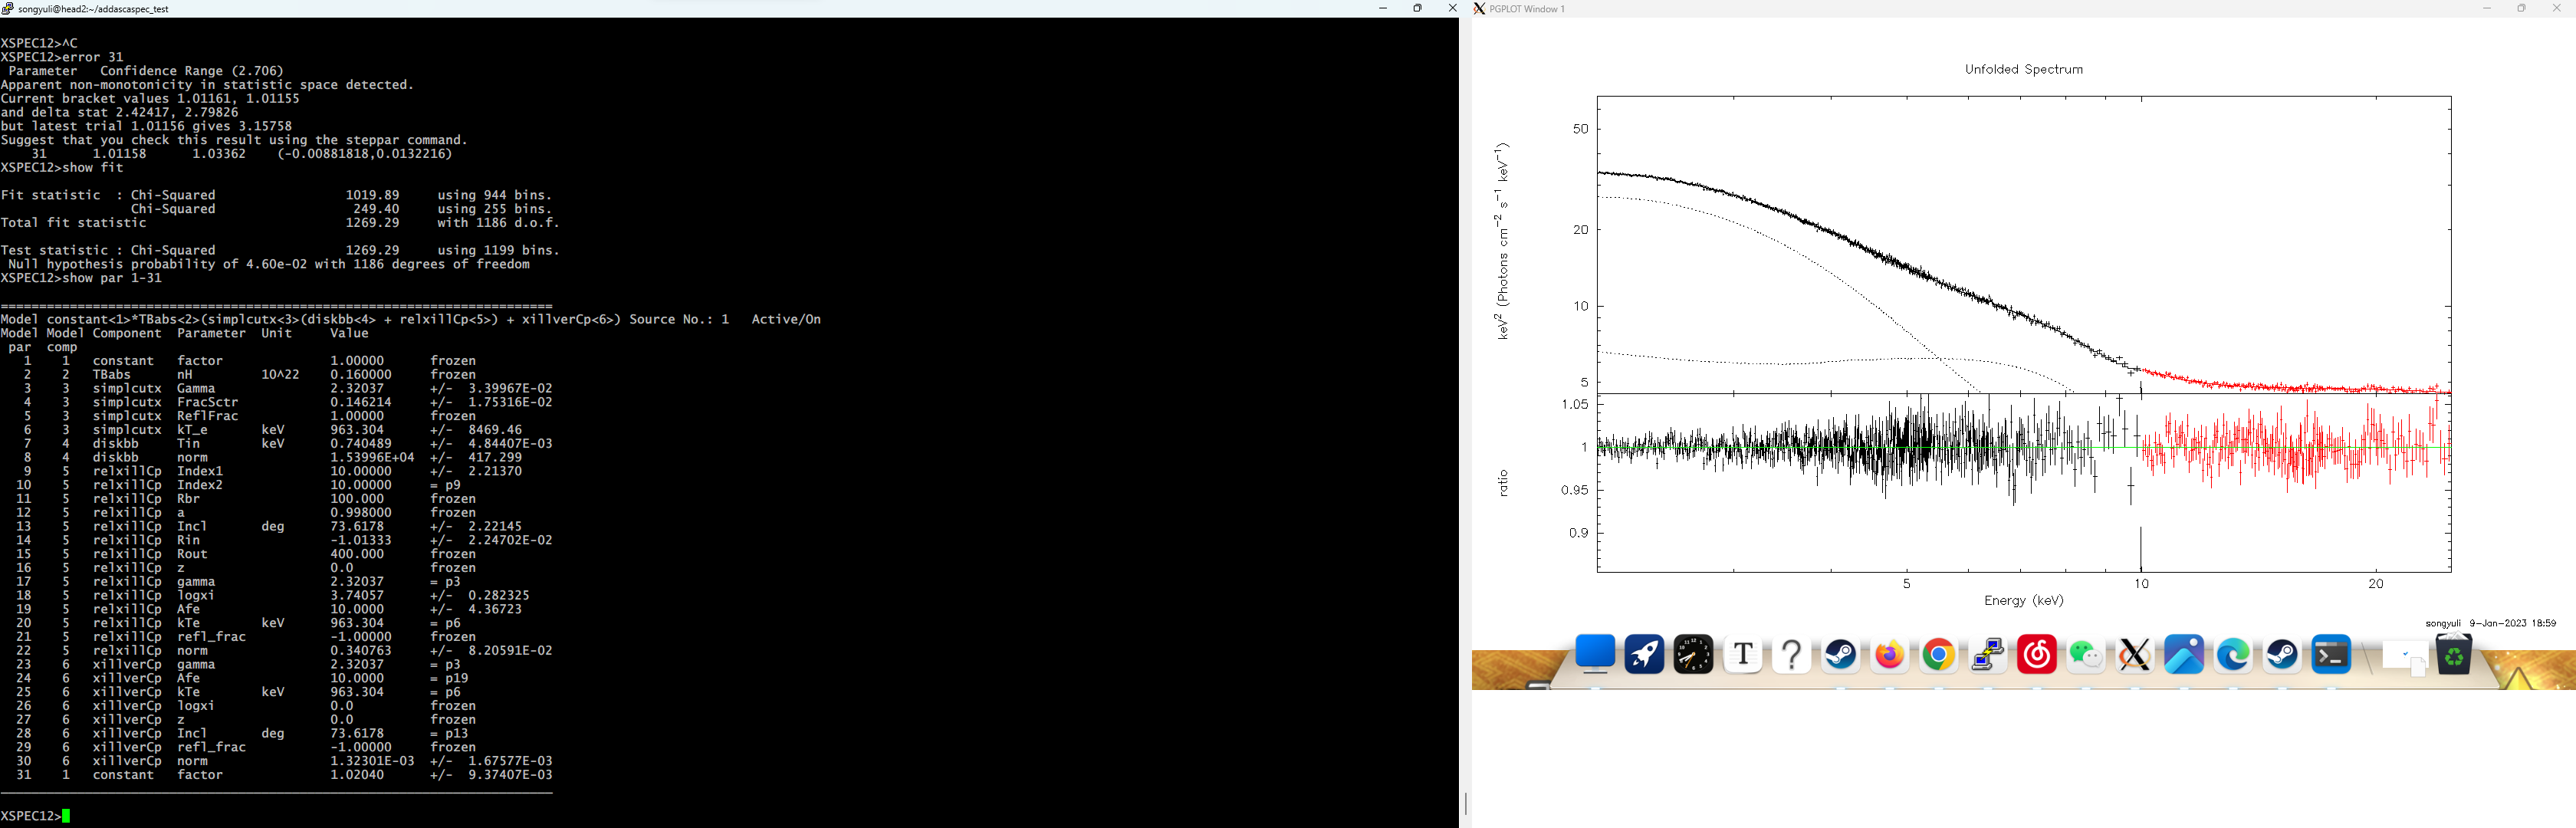 songyuli@head2:~/addascaspec_test
XSPEC12>^C
XSPEC12>error 31
Parameter   Confidence Range (2.706)
Apparent non-monotonicity in statistic space detected.
Current bracket values 1.01161, 1.01155
and delta stat 2.42417, 2.79826
but latest trial 1.01156 gives 3.15758
Suggest that you check this result using the steppar command.
31      1.01158      1.03362    (-0.00881818,0.0132216)
XSPEC12>show fit
Fit statistic  : Chi-Squared                 1019.89     using 944 bins.
Chi-Squared                  249.40     using 255 bins.
Total fit statistic                          1269.29     with 1186 d.o.f.
Test statistic : Chi-Squared                 1269.29     using 1199 bins.
Null hypothesis probability of 4.60e-02 with 1186 degrees of freedom
XSPEC12>show par 1-31
========================================================================
Model constant<1>*TBabs<2>(simplcutx<3>(diskbb<4> + relxillCp<5>) + xillverCp<6>) Source No.: 1   Active/On
Model Model Component  Parameter  Unit     Value
par  comp
1    1   constant   factor              1.00000      frozen
2    2   TBabs      nH         10^22    0.160000     frozen
3    3   simplcutx  Gamma               2.32037      +/-  3.39967E-02
4    3   simplcutx  FracSctr            0.146214     +/-  1.75316E-02
5    3   simplcutx  ReflFrac            1.00000      frozen
6    3   simplcutx  kT_e       keV      963.304      +/-  8469.46
7    4   diskbb     Tin        keV      0.740489     +/-  4.84407E-03
8    4   diskbb     norm                1.53996E+04  +/-  417.299
9    5   relxillCp  Index1              10.00000     +/-  2.21370
10    5   relxillCp  Index2              10.00000     = p9
11    5   relxillCp  Rbr                 100.000      frozen
12    5   relxillCp  a                   0.998000     frozen
13    5   relxillCp  Incl       deg      73.6178      +/-  2.22145
14    5   relxillCp  Rin                 -1.01333     +/-  2.24702E-02
15    5   relxillCp  Rout                400.000      frozen
16    5   relxillCp  z                   0.0          frozen
17    5   relxillCp  gamma               2.32037      = p3
18    5   relxillCp  logxi               3.74057      +/-  0.282325
19    5   relxillCp  Afe                 10.0000      +/-  4.36723
20    5   relxillCp  kTe        keV      963.304      = p6
21    5   relxillCp  refl_frac           -1.00000     frozen
22    5   relxillCp  norm                0.340763     +/-  8.20591E-02
23    6   xillverCp  gamma               2.32037      = p3
24    6   xillverCp  Afe                 10.0000      = p19
25    6   xillverCp  kTe        keV      963.304      = p6
26    6   xillverCp  logxi               0.0          frozen
27    6   xillverCp  z                   0.0          frozen
28    6   xillverCp  Incl       deg      73.6178      = p13
29    6   xillverCp  refl_frac           -1.00000     frozen
30    6   xillverCp  norm                1.32301E-03  +/-  1.67577E-03
31    1   constant   factor              1.02040      +/-  9.37407E-03
________________________________________________________________________
XSPEC12>
PGPLOT Window 1
Unfolded Spectrum
keV² (Photons cm⁻² s⁻¹ keV⁻¹)
50
20
10
5
ratio
1.05
1
0.95
0.9
5 10 20
Energy (keV)
songyuli 9-Jan-2023 18:59